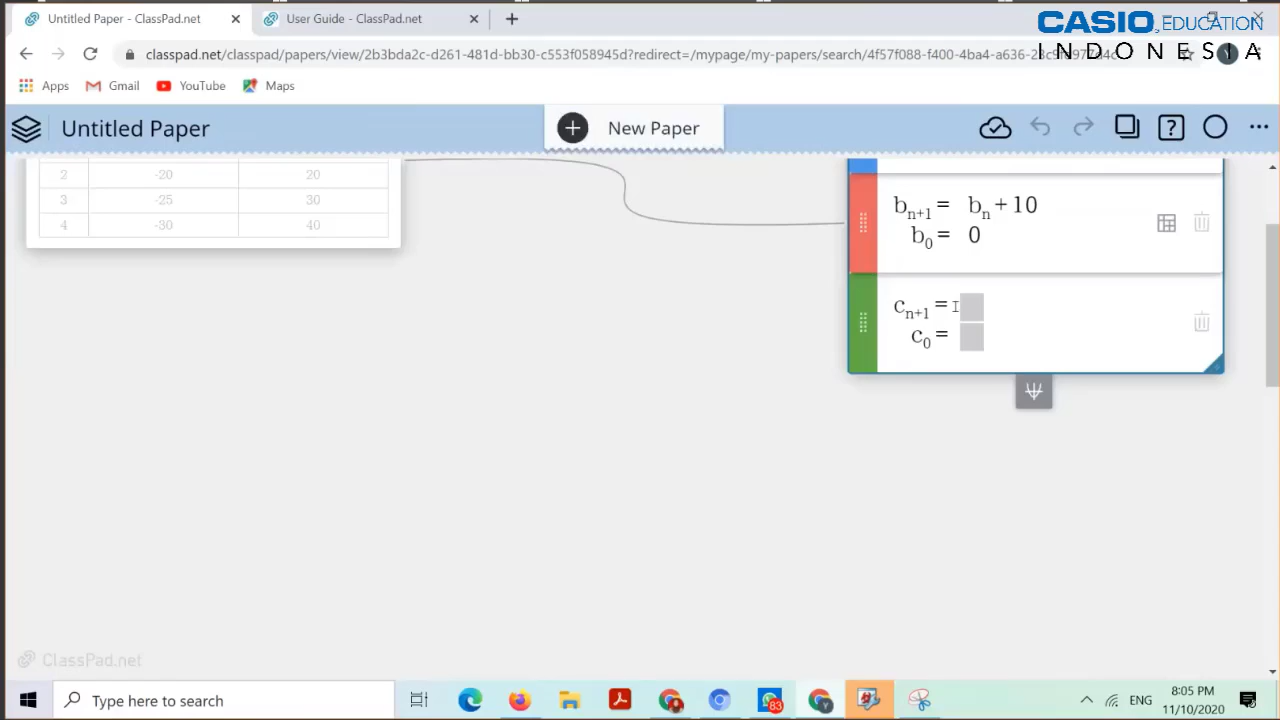 Untitled Paper - ClassPad.net
User Guide - ClassPad.net
CASIO EDUCATION
INDONESIA
classpad.net/classpad/papers/view/2b3bda2c-d261-481d-bb30-c553f058945d?redirect=/mypage/my-papers/search/4f57f088-f400-4ba4-a636-
Apps
Gmail
YouTube
Maps
Untitled Paper
New Paper
2 -20 20
3 -25 30
4 -30 40
bn+1 = bn + 10
b0 = 0
cn+1 =
c0 =
ClassPad.net
Type here to search
83
ENG
8:05 PM
11/10/2020